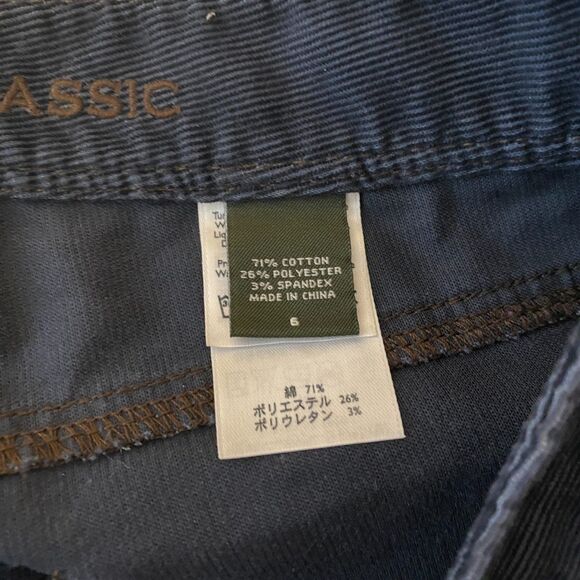 ASSIC
71% COTTON
26% POLYESTER
3% SPANDEX
MADE IN CHINA
6
綿 71%
ポリエステル 26%
ポリウレタン 3%